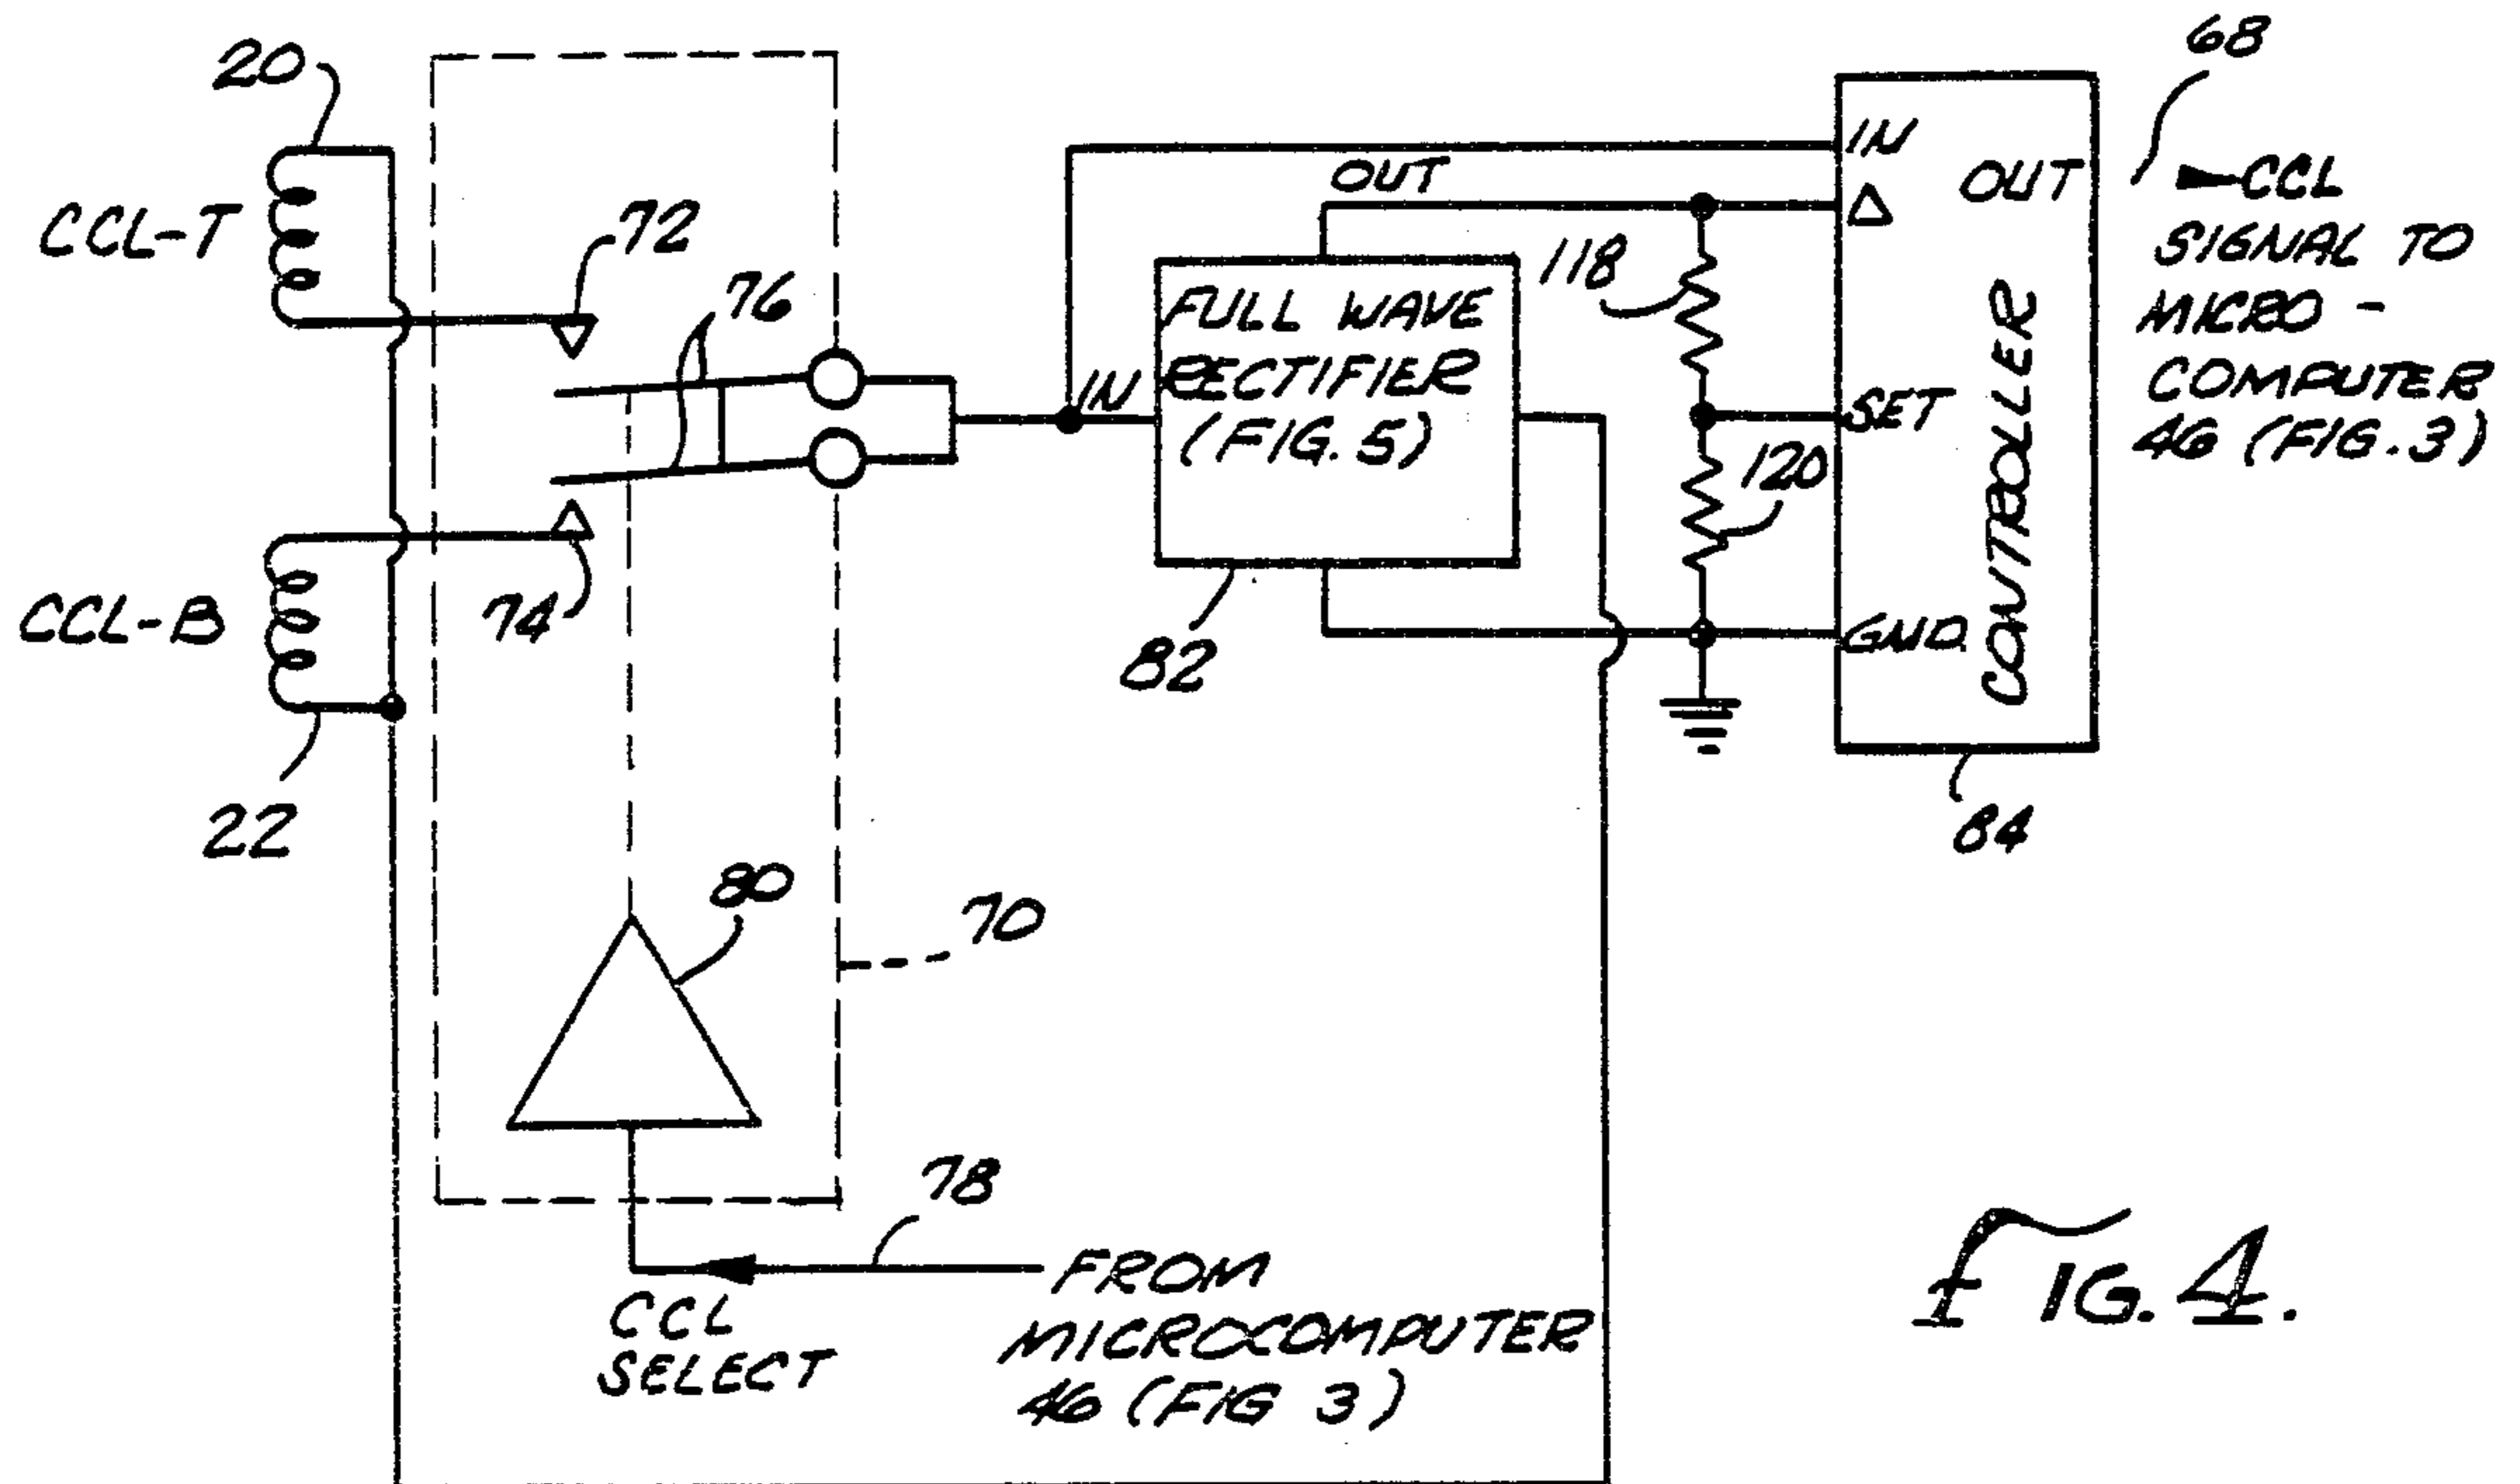 20
68
IN
OUT
OUT
CCL
SIGNAL TO
MICRO -
COMPUTER
46 (FIG. 3)
CCL-T
72
76
118
IN
FULL WAVE
RECTIFIER
(FIG. 5)
SET
120
CONTROLLER
CCL-B
74
82
GND.
22
84
80
70
78
CCL
SELECT
FROM
MICROCOMPUTER
46 (FIG 3)
FIG. 4.